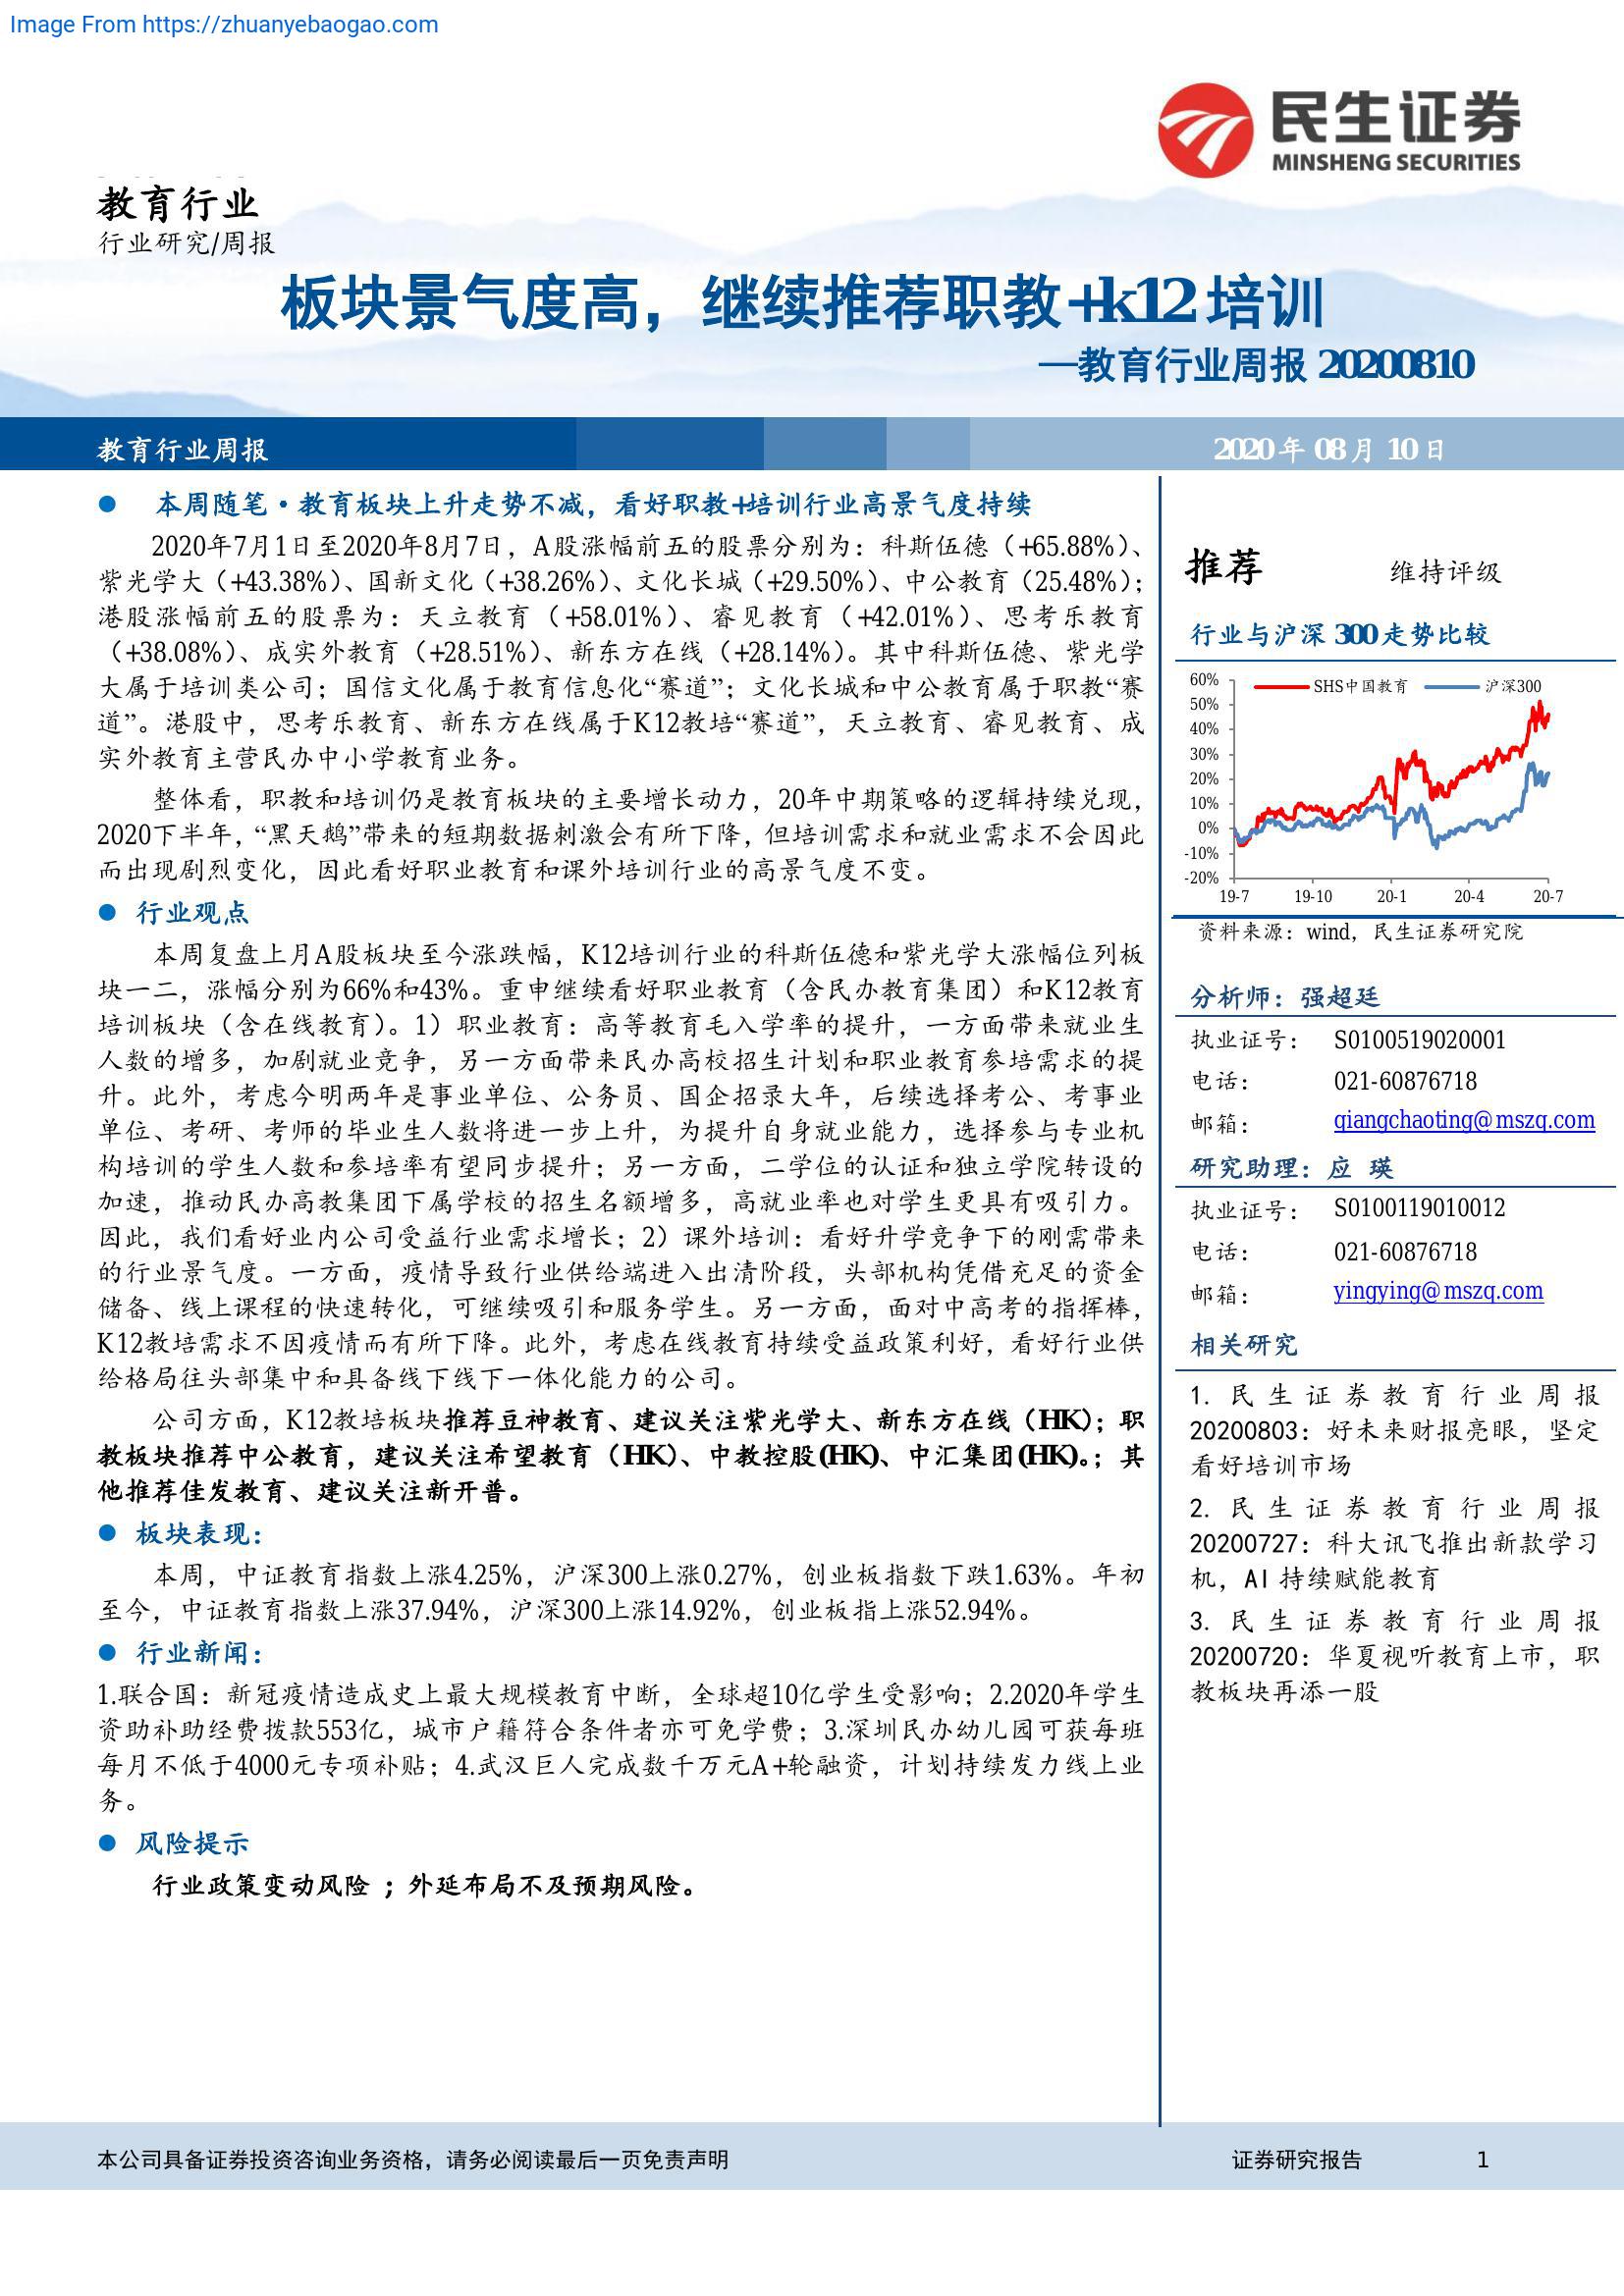 Image From https://zhuanyebaogao.com
民生证券
MINSHENG SECURITIES
教育行业
行业研究/周报
板块景气度高，继续推荐职教+k12 培训
—教育行业周报 20200810
教育行业周报
2020 年 08 月 10 日
● 本周随笔·教育板块上升走势不减，看好职教+培训行业高景气度持续
2020年7月1日至2020年8月7日，A股涨幅前五的股票分别为：科斯伍德（+65.88%）、
紫光学大（+43.38%）、国新文化（+38.26%）、文化长城（+29.50%）、中公教育（25.48%）；
港股涨幅前五的股票为：天立教育（+58.01%）、睿见教育（+42.01%）、思考乐教育
（+38.08%）、成实外教育（+28.51%）、新东方在线（+28.14%）。其中科斯伍德、紫光学
大属于培训类公司；国信文化属于教育信息化“赛道”；文化长城和中公教育属于职教“赛
道”。港股中，思考乐教育、新东方在线属于K12教培“赛道”，天立教育、睿见教育、成
实外教育主营民办中小学教育业务。
整体看，职教和培训仍是教育板块的主要增长动力，20年中期策略的逻辑持续兑现，
2020下半年，“黑天鹅”带来的短期数据刺激会有所下降，但培训需求和就业需求不会因此
而出现剧烈变化，因此看好职业教育和课外培训行业的高景气度不变。
● 行业观点
本周复盘上月A股板块至今涨跌幅，K12培训行业的科斯伍德和紫光学大涨幅位列板
块一二，涨幅分别为66%和43%。重申继续看好职业教育（含民办教育集团）和K12教育
培训板块（含在线教育）。1）职业教育：高等教育毛入学率的提升，一方面带来就业生
人数的增多，加剧就业竞争，另一方面带来民办高校招生计划和职业教育参培需求的提
升。此外，考虑今明两年是事业单位、公务员、国企招录大年，后续选择考公、考事业
单位、考研、考师的毕业生人数将进一步上升，为提升自身就业能力，选择参与专业机
构培训的学生人数和参培率有望同步提升；另一方面，二学位的认证和独立学院转设的
加速，推动民办高教集团下属学校的招生名额增多，高就业率也对学生更具有吸引力。
因此，我们看好业内公司受益行业需求增长；2）课外培训：看好升学竞争下的刚需带来
的行业景气度。一方面，疫情导致行业供给端进入出清阶段，头部机构凭借充足的资金
储备、线上课程的快速转化，可继续吸引和服务学生。另一方面，面对中高考的指挥棒，
K12教培需求不因疫情而有所下降。此外，考虑在线教育持续受益政策利好，看好行业供
给格局往头部集中和具备线下线下一体化能力的公司。
公司方面，K12教培板块推荐豆神教育、建议关注紫光学大、新东方在线（HK）；职
教板块推荐中公教育，建议关注希望教育（HK）、中教控股(HK)、中汇集团(HK)。；其
他推荐佳发教育、建议关注新开普。
● 板块表现：
本周，中证教育指数上涨4.25%，沪深300上涨0.27%，创业板指数下跌1.63%。年初
至今，中证教育指数上涨37.94%，沪深300上涨14.92%，创业板指上涨52.94%。
● 行业新闻：
1.联合国：新冠疫情造成史上最大规模教育中断，全球超10亿学生受影响；2.2020年学生
资助补助经费拨款553亿，城市户籍符合条件者亦可免学费；3.深圳民办幼儿园可获每班
每月不低于4000元专项补贴；4.武汉巨人完成数千万元A+轮融资，计划持续发力线上业
务。
● 风险提示
行业政策变动风险 ；外延布局不及预期风险。
推荐 维持评级
行业与沪深 300 走势比较
SHS中国教育 沪深300
60%
50%
40%
30%
20%
10%
0%
-10%
-20%
19-7 19-10 20-1 20-4 20-7
资料来源：wind，民生证券研究院
分析师：强超廷
执业证号： S0100519020001
电话： 021-60876718
邮箱： qiangchaoting@mszq.com
研究助理：应 瑛
执业证号： S0100119010012
电话： 021-60876718
邮箱： yingying@mszq.com
相关研究
1. 民生证券教育行业周报
20200803：好未来财报亮眼，坚定
看好培训市场
2. 民生证券教育行业周报
20200727：科大讯飞推出新款学习
机，AI 持续赋能教育
3. 民生证券教育行业周报
20200720：华夏视听教育上市，职
教板块再添一股
本公司具备证券投资咨询业务资格，请务必阅读最后一页免责声明 证券研究报告 1